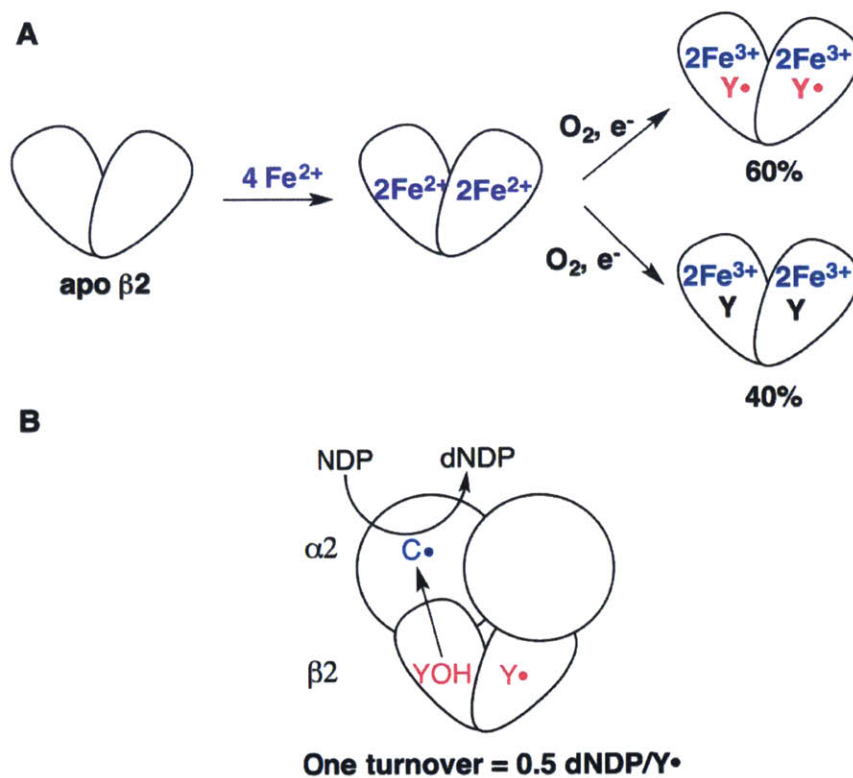 A
apo β2
4 Fe²⁺
2Fe²⁺ 2Fe²⁺
O₂, e⁻
2Fe³⁺ 2Fe³⁺
Y• Y•
60%
O₂, e⁻
2Fe³⁺ 2Fe³⁺
Y Y
40%
B
NDP dNDP
α2
C•
β2
YOH Y•
One turnover = 0.5 dNDP/Y•